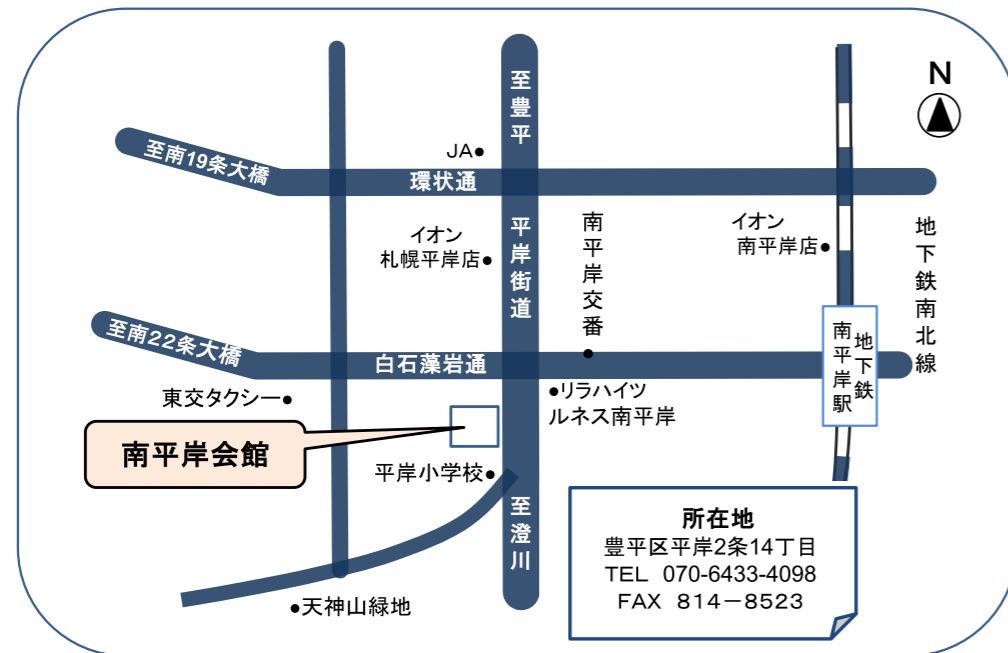 至豊平
N
JA
至南19条大橋
環状通
イオン
札幌平岸店
平岸街道
南平岸交番
イオン
南平岸店
地下鉄南北線
至南22条大橋
白石藻岩通
地下鉄
南平岸駅
東交タクシー
リラハイツ
ルネス南平岸
南平岸会館
平岸小学校
至澄川
天神山緑地
所在地
豊平区平岸2条14丁目
TEL 070-6433-4098
FAX 814－8523